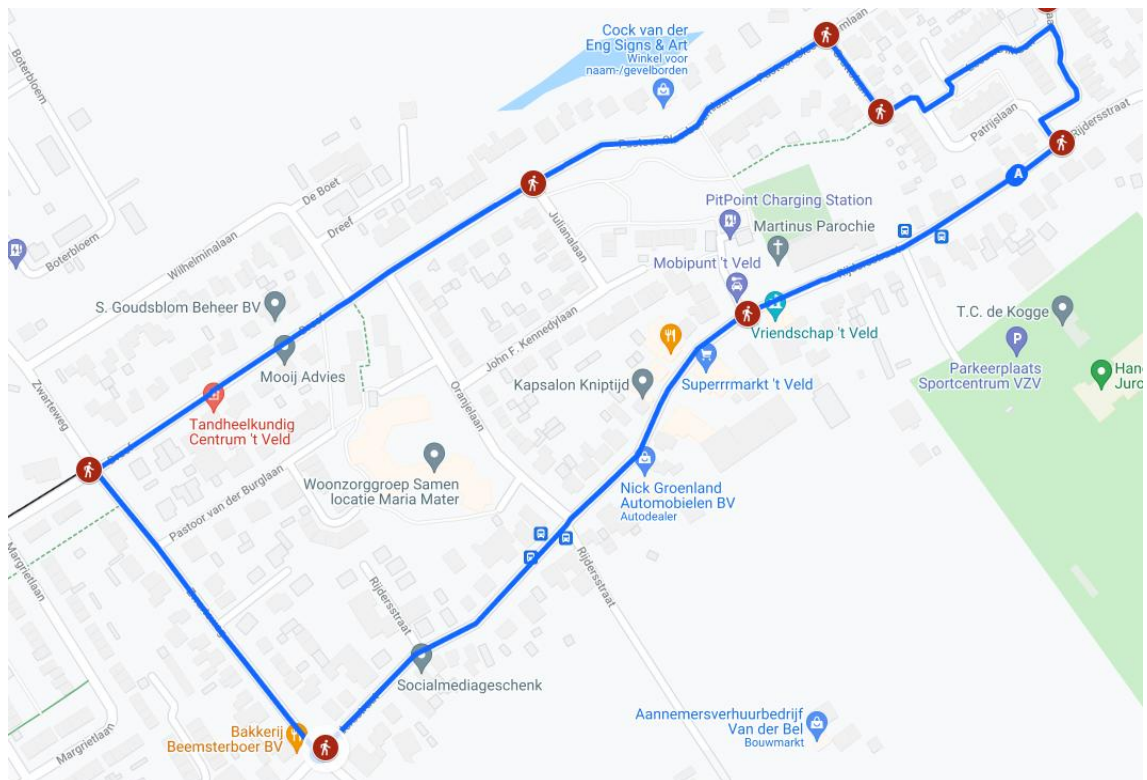 Boterbloem
Cock van der
Eng Signs & Art
Winkel voor
naam-/gevelborden
De Boet
Dreef
Wilhelminalaan
Boterbloem
Patrijslaan
Rijdersstraat
PitPoint Charging Station
Julianalaan
Martinus Parochie
Mobipunt 't Veld
S. Goudsblom Beheer BV
Vriendschap 't Veld
T.C. de Kogge
Mooij Advies
John F. Kennedylaan
Parkeerplaats
Sportcentrum VZV
Zwarteweg
Superrrmarkt 't Veld
Kapsalon Kniptijd
Oranjelaan
Tandheelkundig
Centrum 't Veld
Dreef
Woonzorggroep Samen
locatie Maria Mater
Nick Groenland
Automobielen BV
Autodealer
Pastoor van der Burglaan
Margrietlaan
Rijdersstraat
Rijdersstraat
Socialmediageschenk
Aannemersverhuurbedrijf
Van der Bel
Bouwmarkt
Bakkerij
Beemsterboer BV
Margrietlaan
P
A